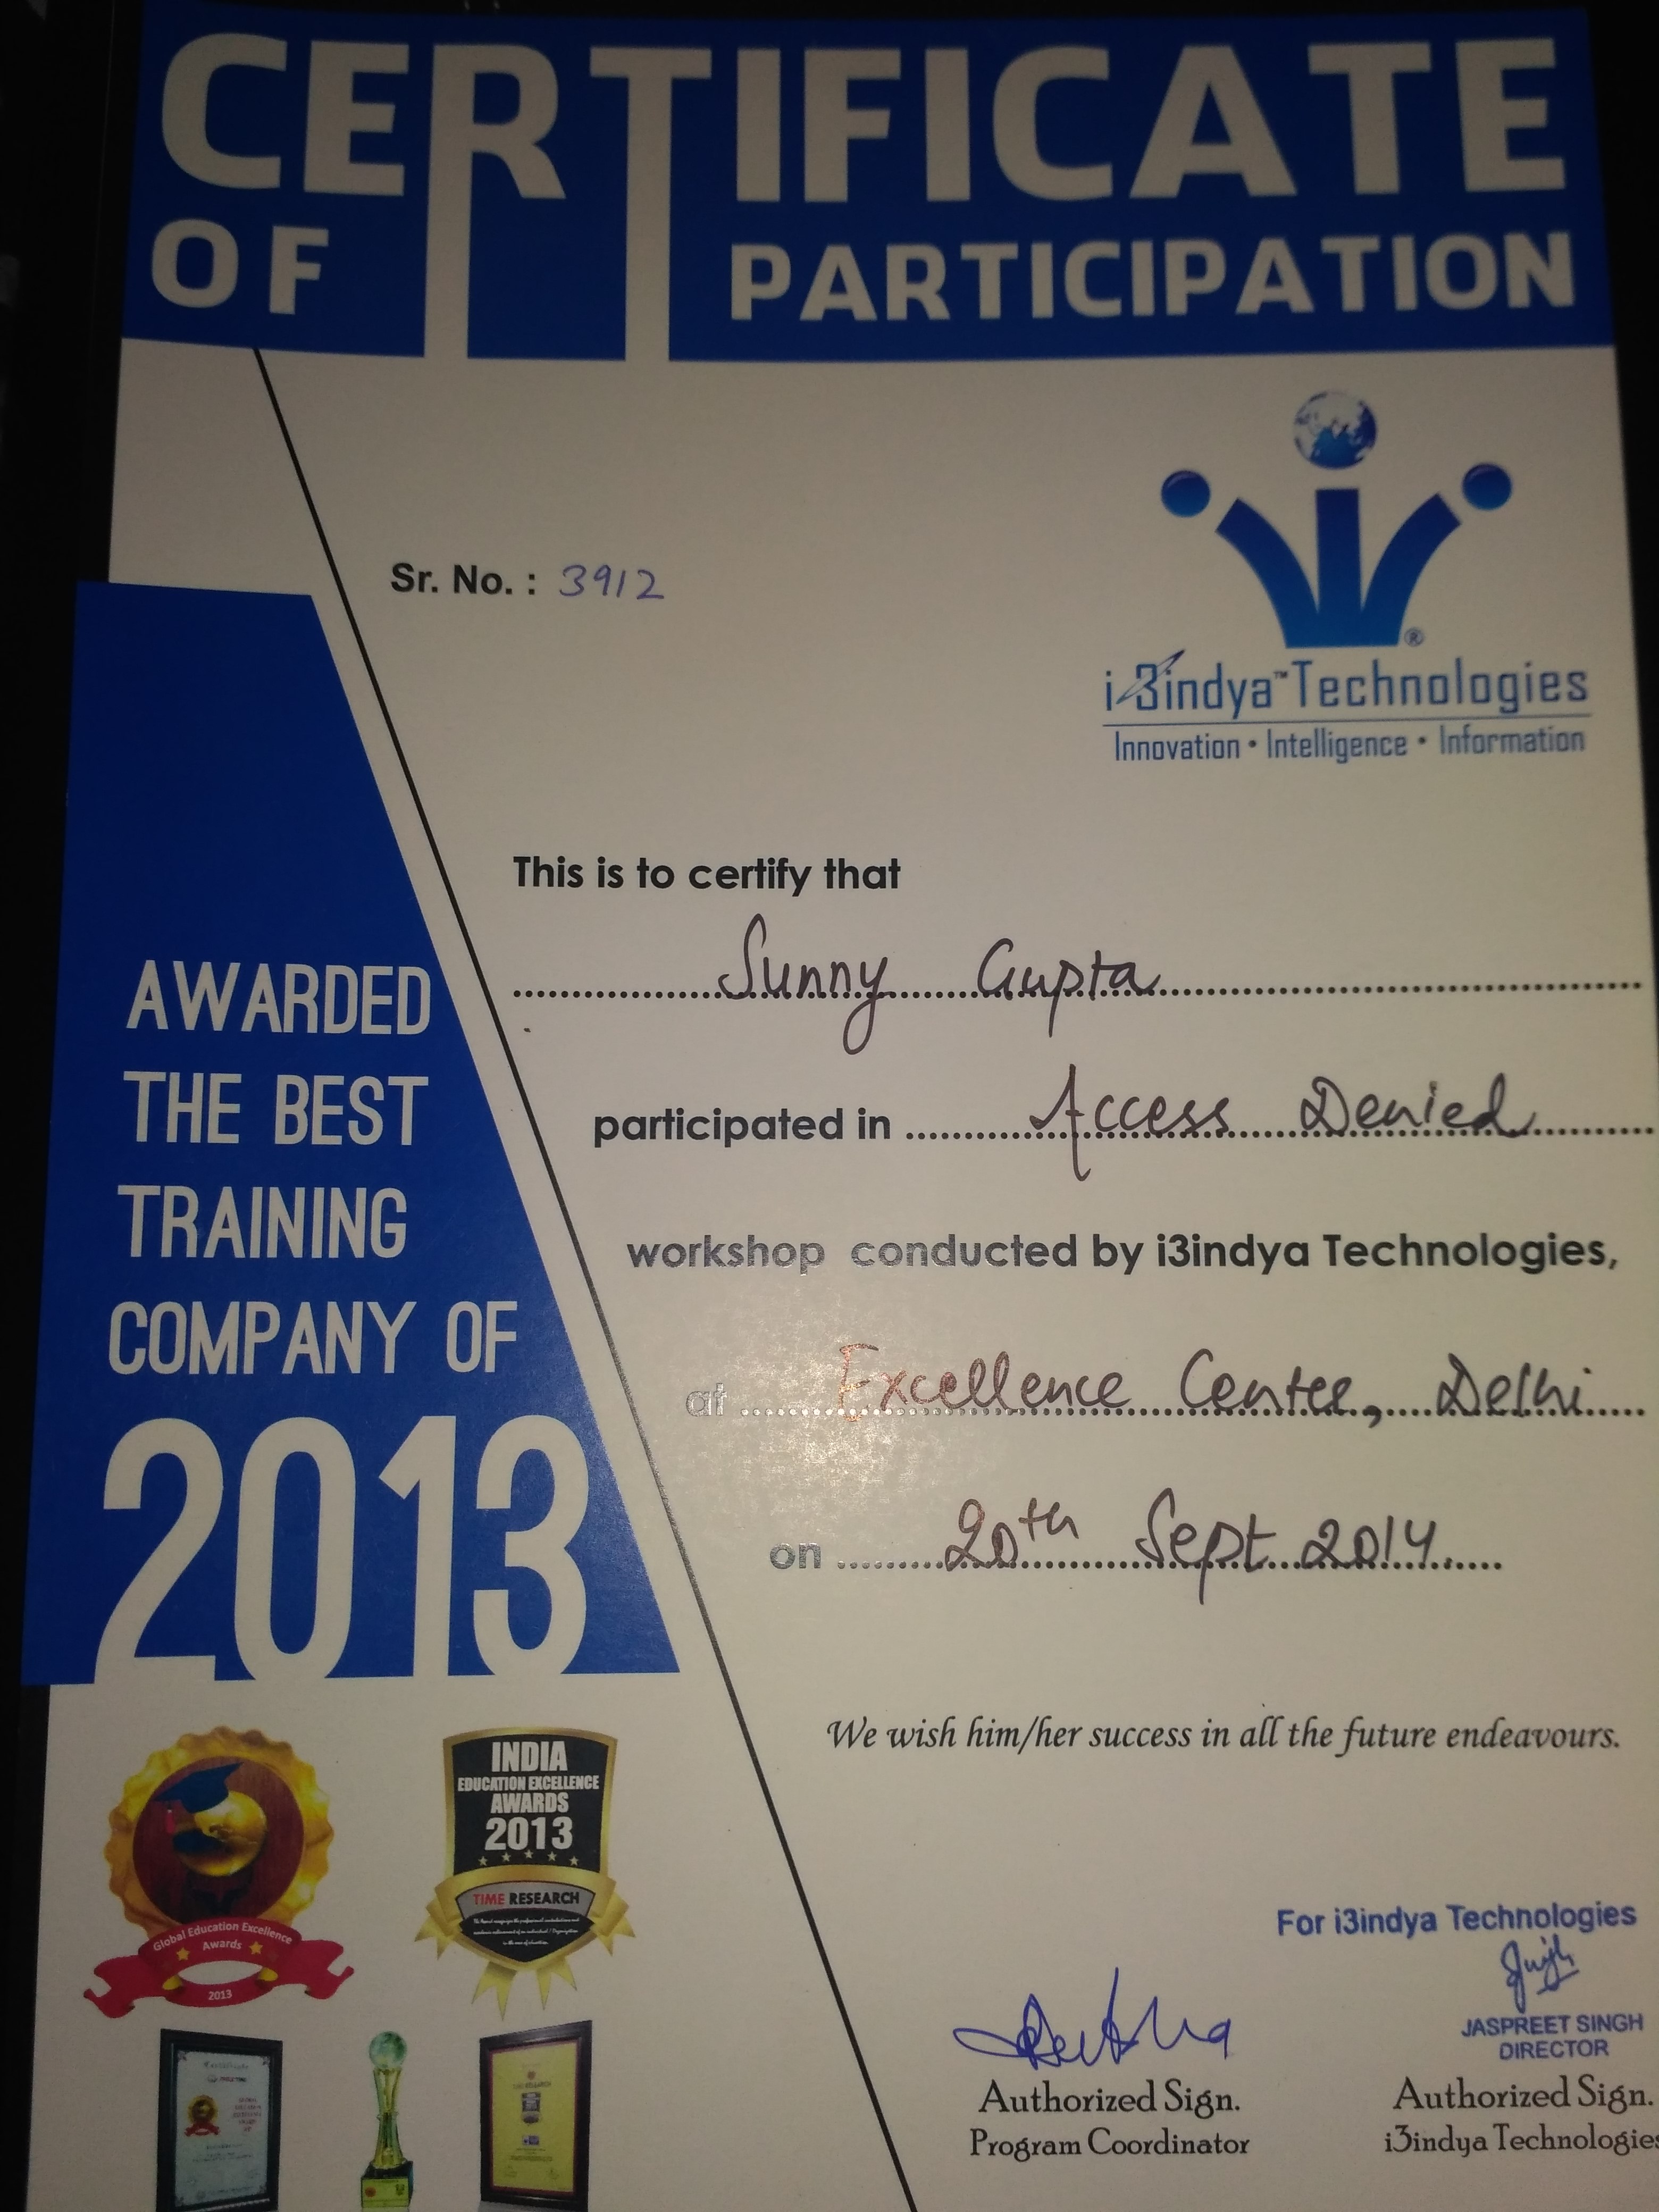 CERTIFICATE
OF PARTICIPATION
Sr. No. : 3912
i3indya™Technologies
Innovation • Intelligence • Information
This is to certify that
Sunny Gupta
participated in Access Denied
workshop conducted by i3indya Technologies,
at Excellence Center, Delhi
on 20th Sept 2014.
We wish him/her success in all the future endeavours.
AWARDED
THE BEST
TRAINING
COMPANY OF
2013
Global Education Excellence
Awards
2013
INDIA
EDUCATION EXCELLENCE
AWARDS
2013
TIME RESEARCH
For i3indya Technologies
JASPREET SINGH
DIRECTOR
Authorized Sign.
Program Coordinator
Authorized Sign.
i3indya Technologies